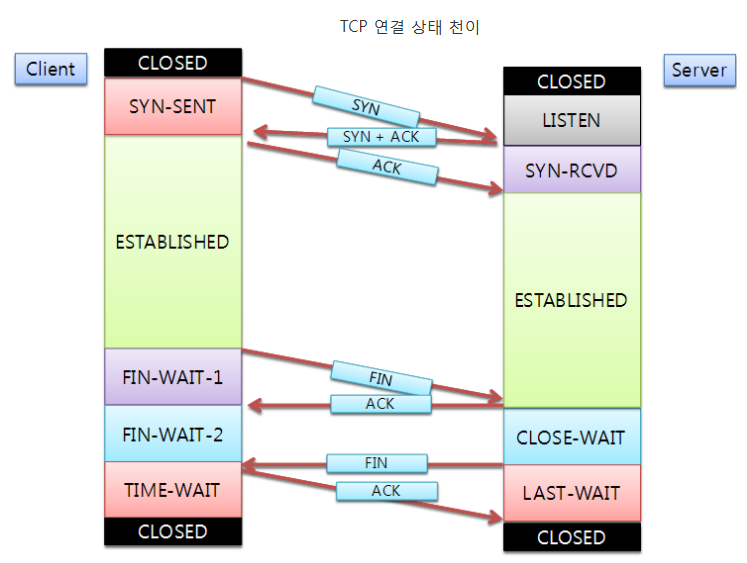 TCP 연결 상태 천이
Client
CLOSED
SYN-SENT
ESTABLISHED
FIN-WAIT-1
FIN-WAIT-2
TIME-WAIT
CLOSED
SYN
SYN + ACK
ACK
FIN
ACK
FIN
ACK
Server
CLOSED
LISTEN
SYN-RCVD
ESTABLISHED
CLOSE-WAIT
LAST-WAIT
CLOSED